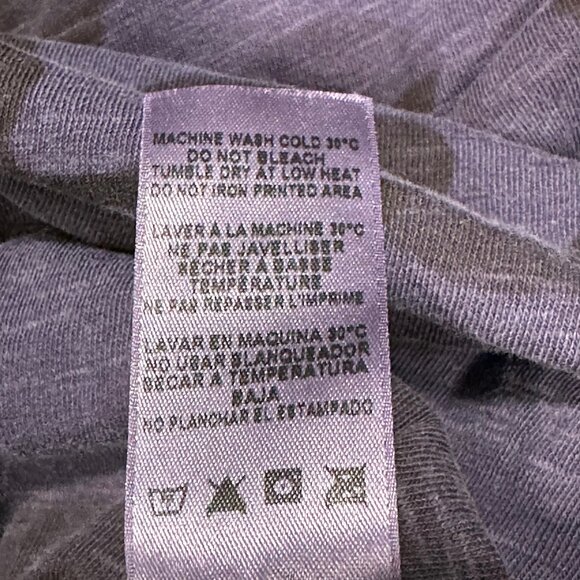 MACHINE WASH COLD 30°C
DO NOT BLEACH
TUMBLE DRY AT LOW HEAT
DO NOT IRON PRINTED AREA
LAVER À LA MACHINE 30°C
NE PAS JAVELLISER
SÉCHER À BASSE
TEMPÉRATURE
NE PAS REPASSER L'IMPRIME
LAVAR EN MAQUINA 30°C
NO USAR BLANQUEADOR
SECAR A TEMPERATURA
BAJA
NO PLANCHAR EL ESTAMPADO